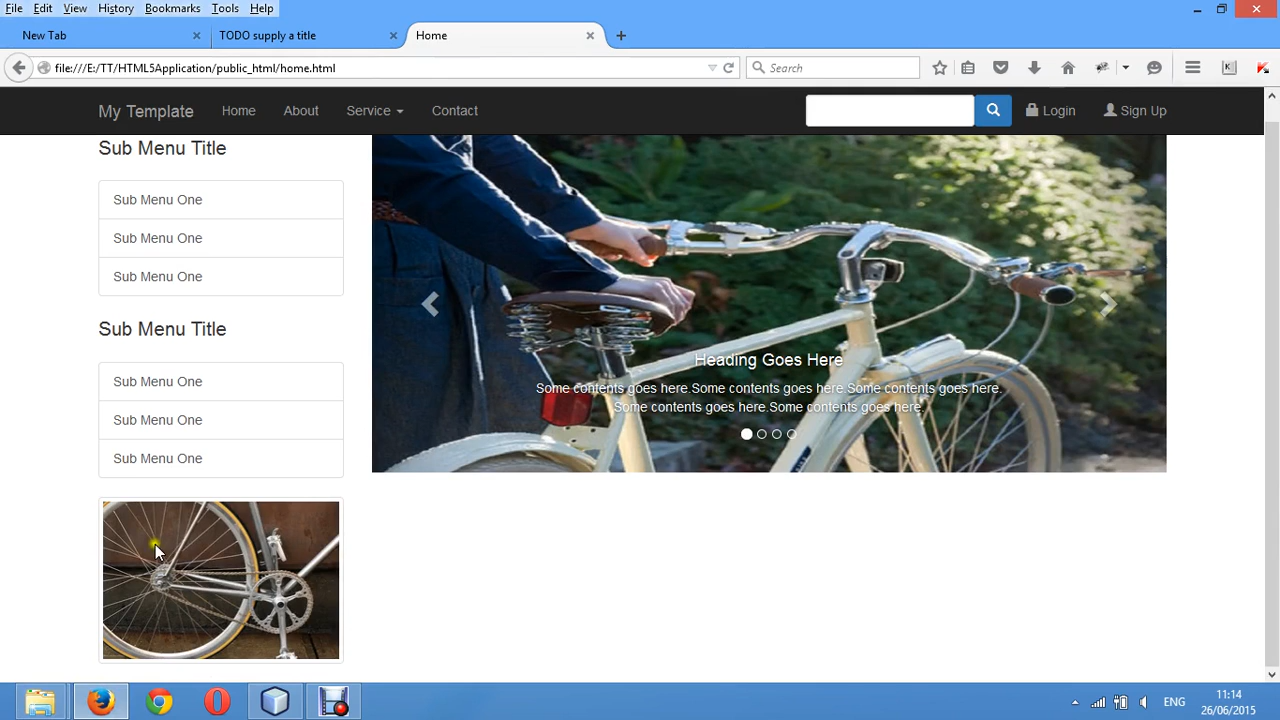 File Edit View History Bookmarks Tools Help
New Tab TODO supply a title Home
file:///E:/TT/HTML5Application/public_html/home.html Search
My Template Home About Service Contact Login Sign Up
Sub Menu Title
Sub Menu One
Sub Menu One
Sub Menu One
Sub Menu Title
Sub Menu One
Sub Menu One
Sub Menu One
Heading Goes Here
Some contents goes here.Some contents goes here.Some contents goes here.
Some contents goes here.Some contents goes here.
ENG
11:14
26/06/2015